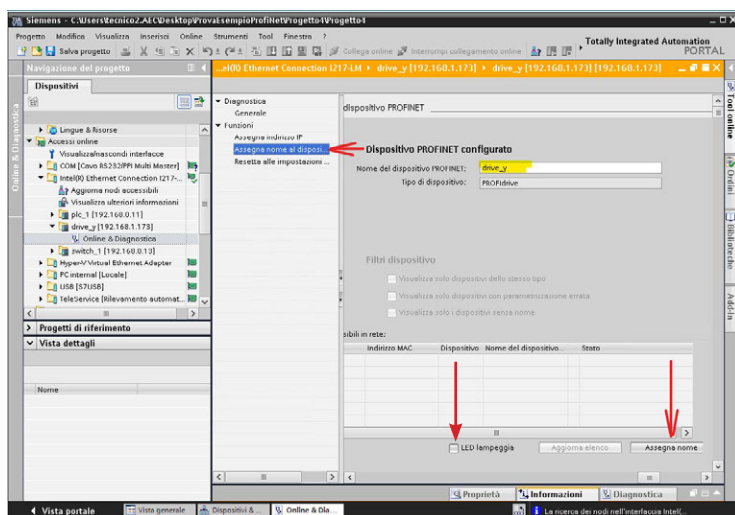 Siemens - C:\Users\tecnico2.AEC\Desktop\ProvaEsempioProfiNet\Progetto4\Progetto4
Progetto Modifica Visualizza Inserisci Online Strumenti Tool Finestra ?
Totally Integrated Automation
PORTAL
Salva progetto
Collega online
Interrompi collegamento online
Navigazione del progetto
...el(R) Ethernet Connection I217-LM
drive_y [192.160.1.173]
drive_y [192.160.1.173] [192.160.1.173]
Dispositivi
Online & Diagnostica
Lingue & Risorse
Accessi online
Visualizza/nascondi interfacce
COM [Cavo RS232/PPI Multi Master]
Intel(R) Ethernet Connection I217-...
Aggiorna nodi accessibili
Visualizza ulteriori informazioni
plc_1 [192.168.0.11]
drive_y [192.168.1.173]
Online & Diagnostica
switch_1 [192.168.0.13]
Hyper-V Virtual Ethernet Adapter
PC internal [Locale]
USB [S7USB]
TeleService [Rilevamento automat...
Progetti di riferimento
Vista dettagli
Nome
Diagnostica
Generale
Funzioni
Assegna indirizzo IP
Assegna nome al disposi...
Resetta alle impostazioni ...
dispositivo PROFINET
Dispositivo PROFINET configurato
Nome del dispositivo PROFINET:
drive_y
Tipo di dispositivo:
PROFIdrive
Filtri dispositivo
Visualizza solo dispositivi dello stesso tipo
Visualizza solo dispositivi con parametrizzazione errata
Visualizza solo i dispositivi senza nome
sibili in rete:
Indirizzo MAC
Dispositivo
Nome del dispositivo...
Stato
LED lampeggia
Aggiorna elenco
Assegna nome
Proprietà
Informazioni
Diagnostica
Tool online
Ordini
Biblioteche
Add-In
Vista portale
Vista generale
Dispositivi & ...
Online & Dia...
La ricerca dei nodi nell'interfaccia Intel(...